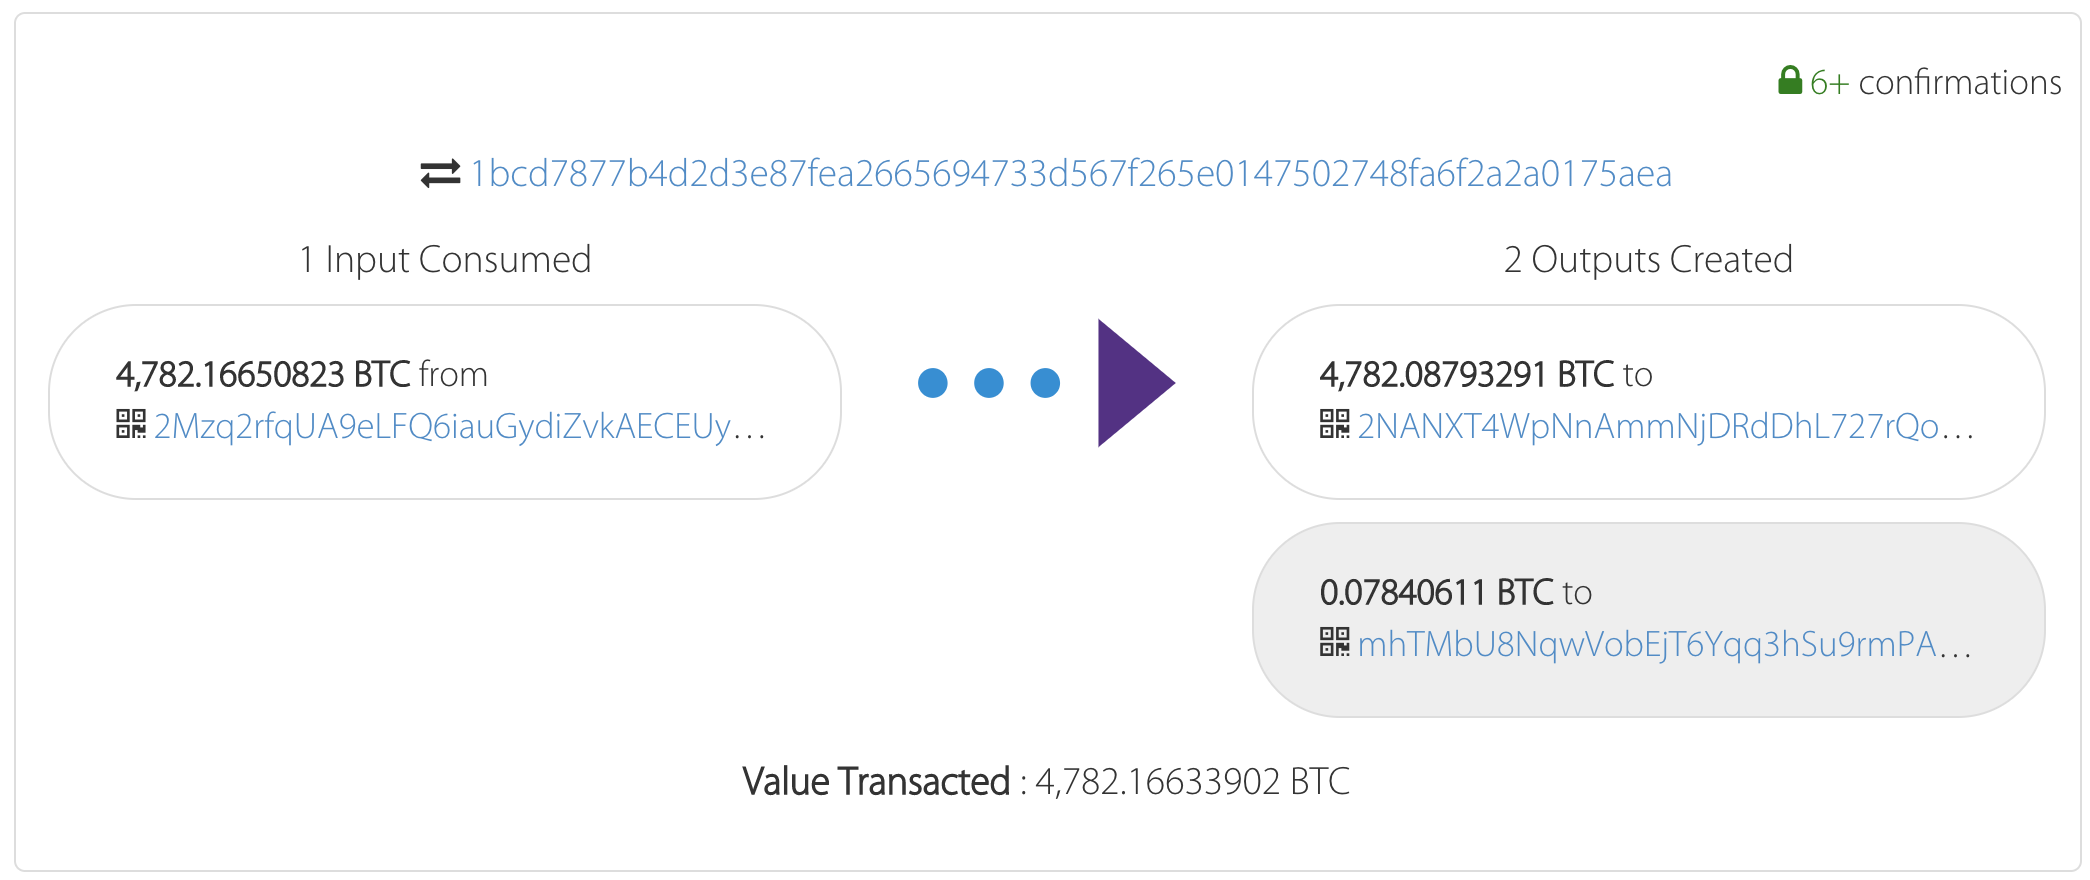 6+ confirmations
1bcd7877b4d2d3e87fea2665694733d567f265e0147502748fa6f2a2a0175aea
1 Input Consumed
4,782.16650823 BTC from
2Mzq2rfqUA9eLFQ6iauGydiZvkAECEUy...
2 Outputs Created
4,782.08793291 BTC to
2NANXT4WpNnAmmNjDRdDhL727rQo...
0.07840611 BTC to
mhTMbU8NqwVobEjT6Yqq3hSu9rmPA...
Value Transacted : 4,782.16633902 BTC